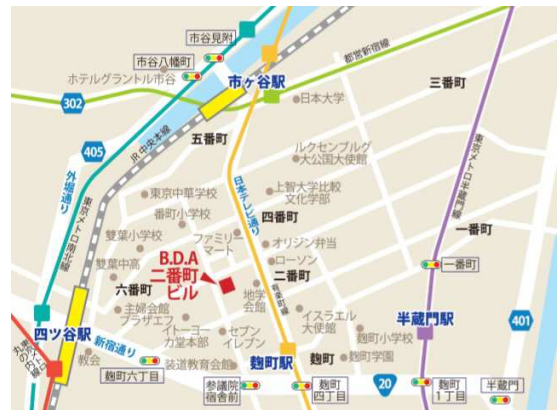 市谷見附
市谷八幡町
ホテルグラントル市谷
市ヶ谷駅
都営新宿線
三番町
302
日本大学
五番町
JR中央本線
405
外堀通り
東京メトロ南北線
ルクセンブルグ
大公国大使館
東京メトロ半蔵門線
東京中華学校
日本テレビ通り
上智大学比較
文化学部
番町小学校
四番町
一番町
雙葉小学校
ファミリー
マート
オリジン弁当
ローソン
一番町
雙葉中高
B.D.A
二番町
ビル
二番町
六番町
地学
会館
有楽町線
主婦会館
プラザエフ
イスラエル
大使館
半蔵門駅
401
四ツ谷駅
新宿通り
イトーヨー
カ堂本部
セブン
イレブン
麹町小学校
東京メトロ
丸の内線
教会
装道教育会館
麹町駅
麹町
麹町学園
麹町六丁目
参議院
宿舎前
麹町
四丁目
20
麹町
1丁目
半蔵門